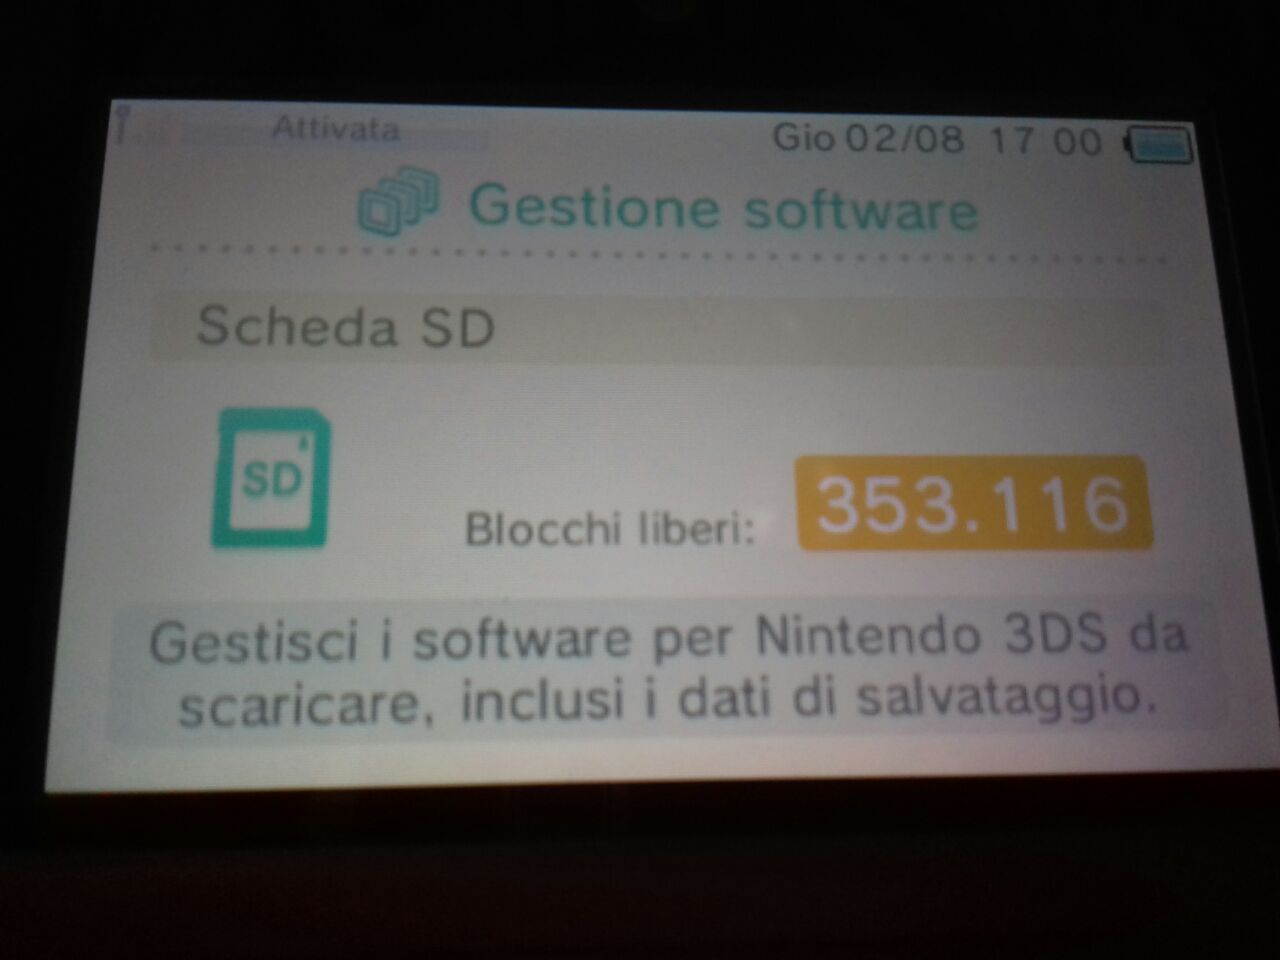 Attivata
Gio 02/08 17 00
Gestione software
Scheda SD
SD
Blocchi liberi: 353.116
Gestisci i software per Nintendo 3DS da
scaricare, inclusi i dati di salvataggio.